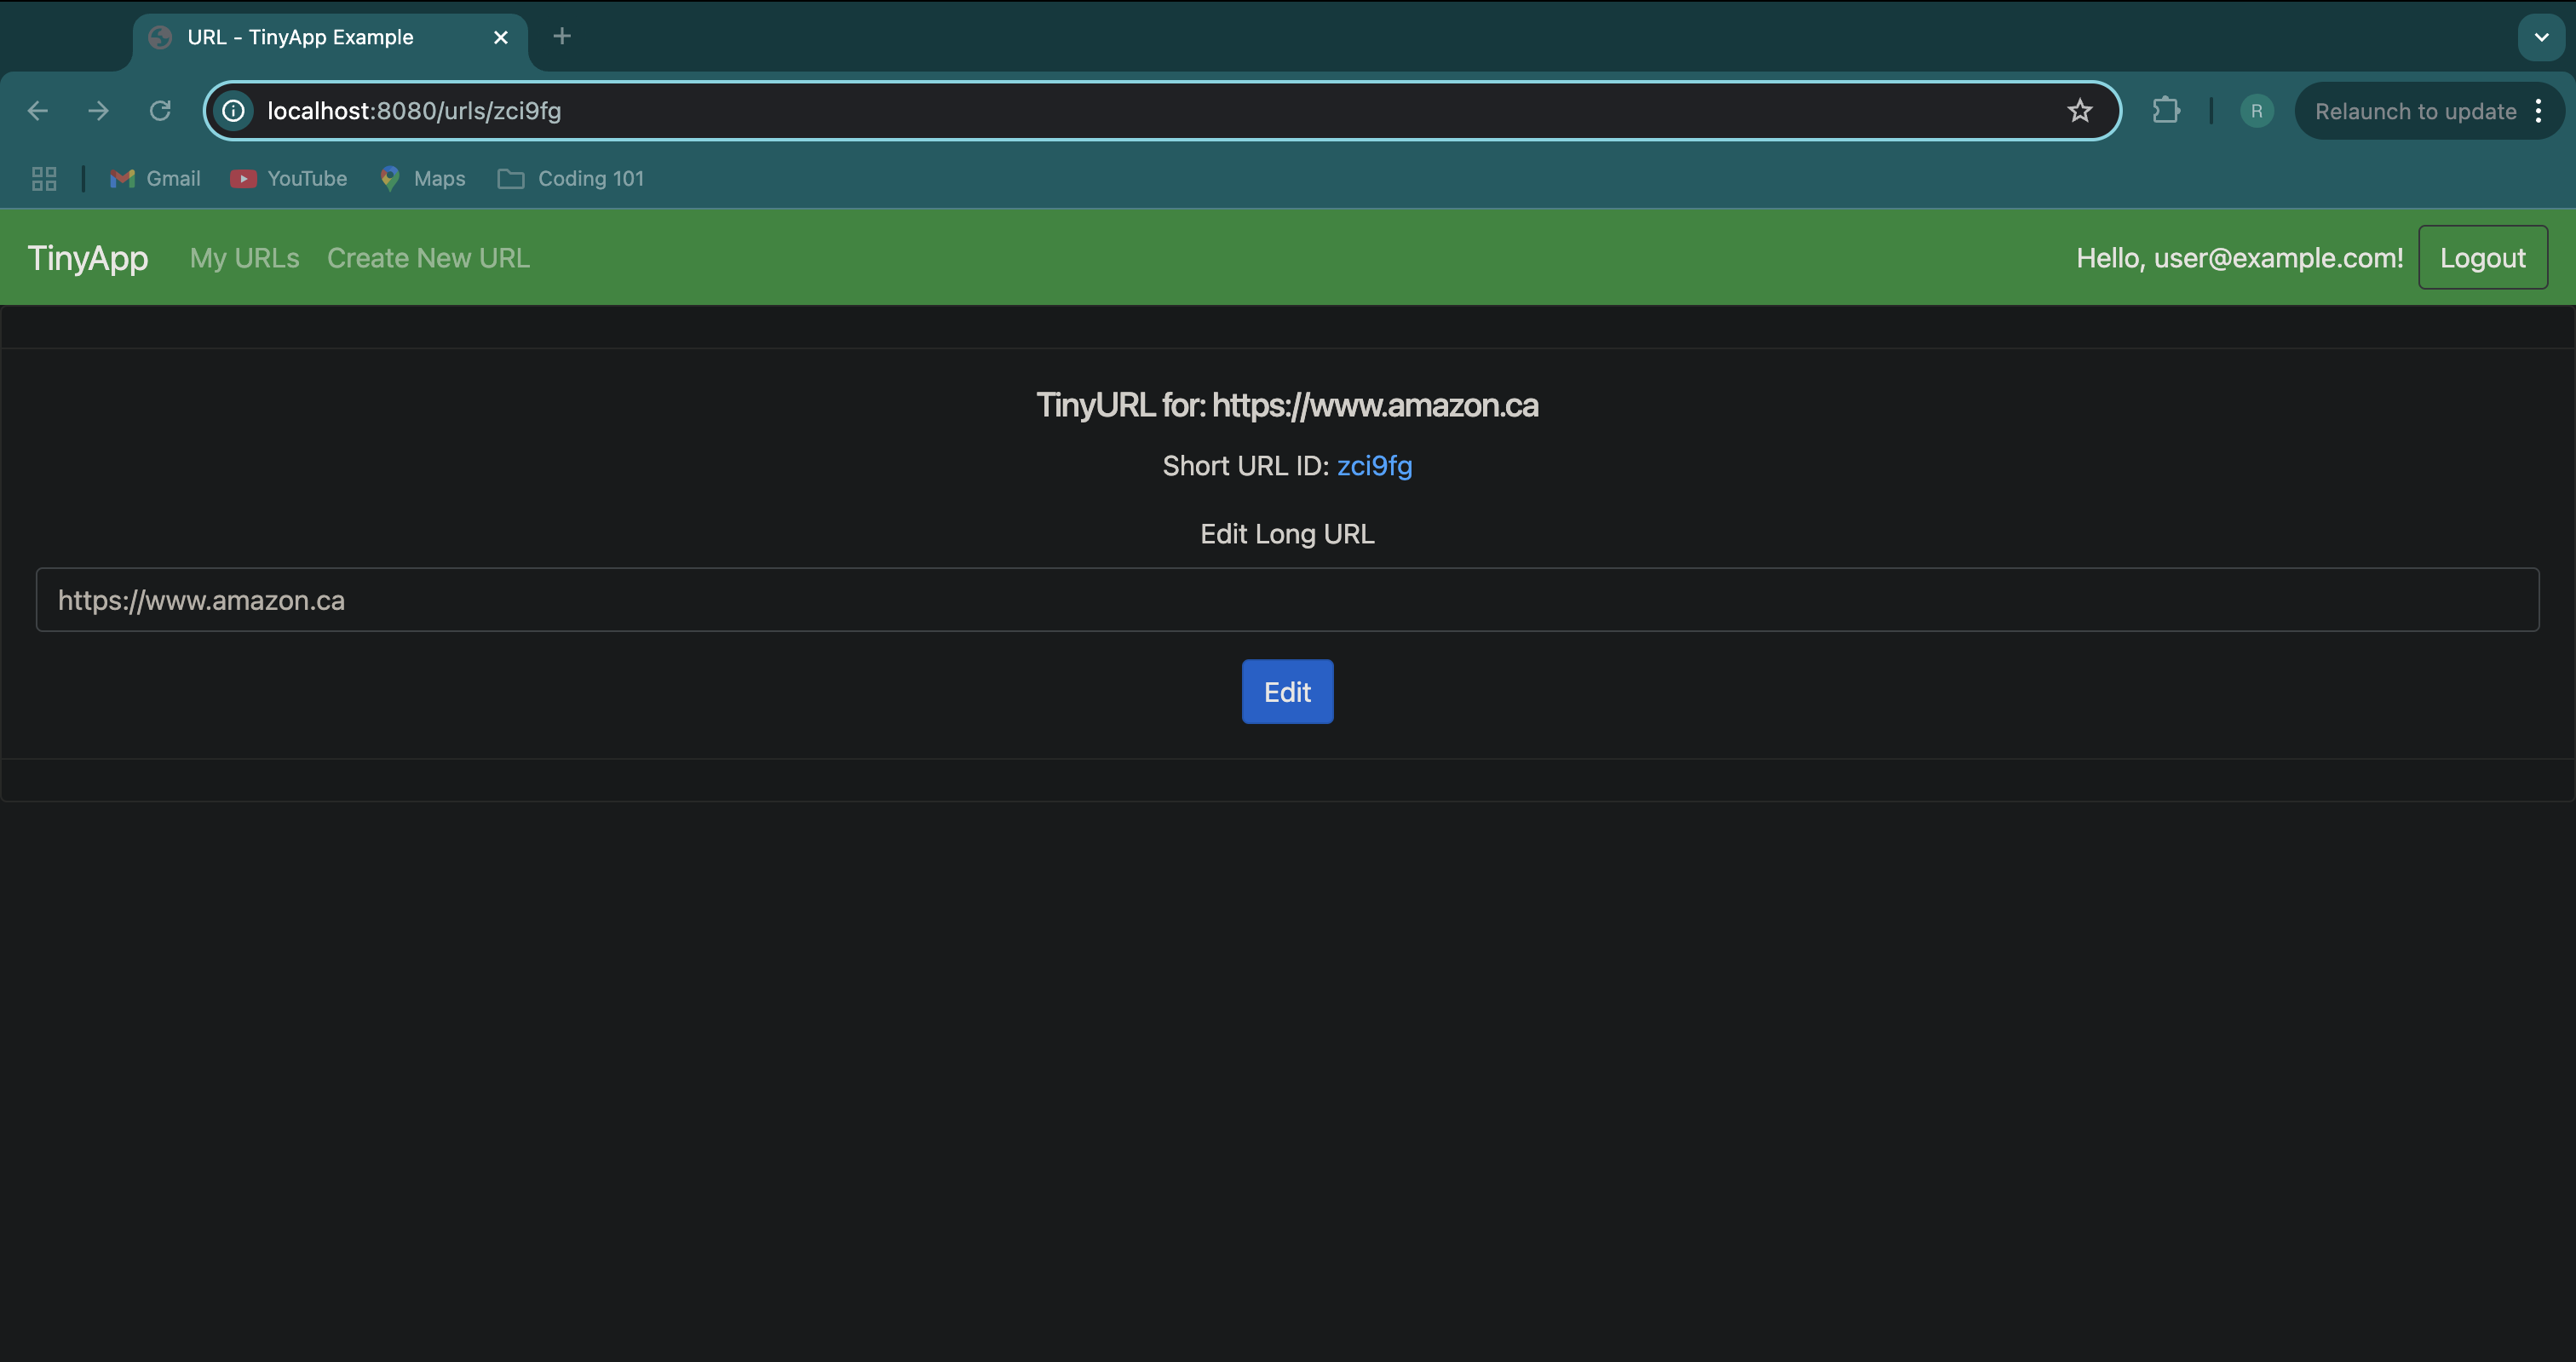 URL - TinyApp Example
localhost:8080/urls/zci9fg
R
Relaunch to update
Gmail
YouTube
Maps
Coding 101
TinyApp
My URLs
Create New URL
Hello, user@example.com!
Logout
TinyURL for: https://www.amazon.ca
Short URL ID: zci9fg
Edit Long URL
https://www.amazon.ca
Edit